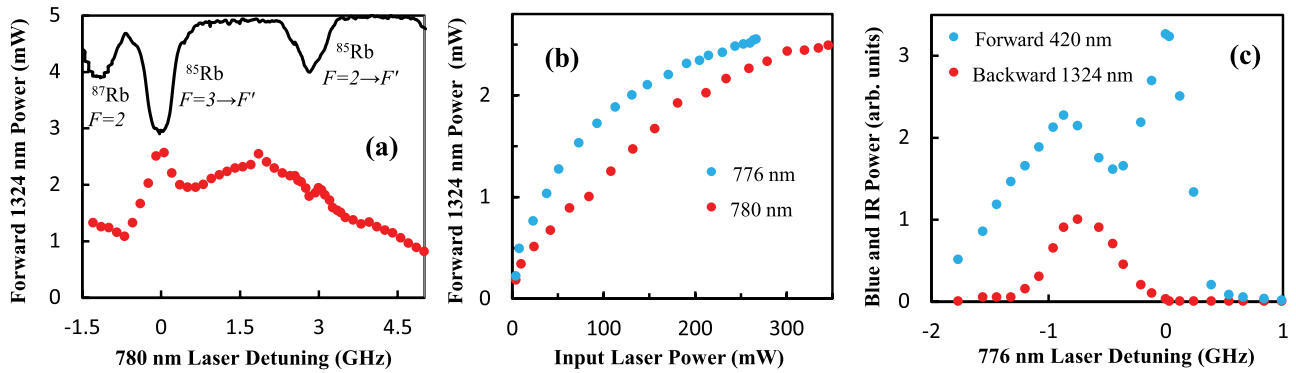 Forward 1324 nm Power (mW)
5
4
3
2
1
0
-1.5
0
1.5
3
4.5
780 nm Laser Detuning (GHz)
⁸⁷Rb
F=2
⁸⁵Rb
F=3→F'
⁸⁵Rb
F=2→F'
(a)
Forward 1324 nm Power (mW)
2
1
0
0
100
200
300
Input Laser Power (mW)
(b)
776 nm
780 nm
Blue and IR Power (arb. units)
3
2
1
0
-2
-1
0
1
776 nm Laser Detuning (GHz)
Forward 420 nm
Backward 1324 nm
(c)